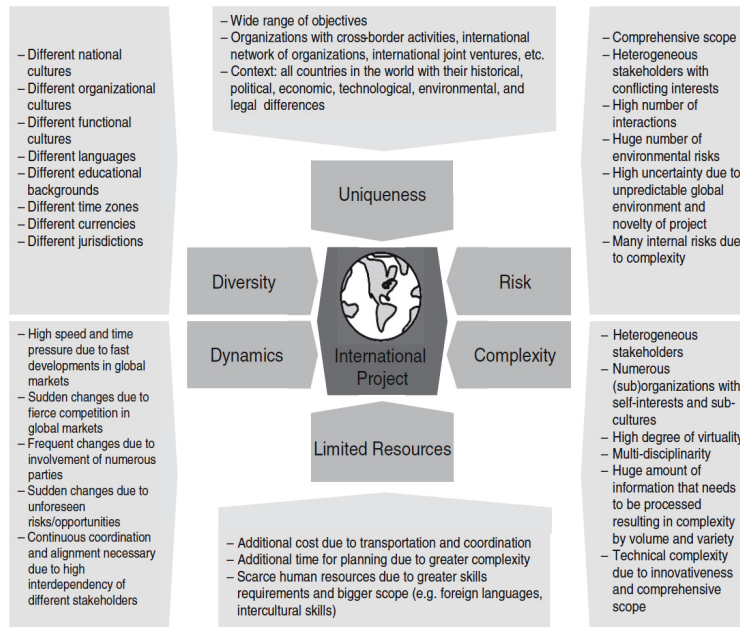 – Wide range of objectives
– Organizations with cross-border activities, international
network of organizations, international joint ventures, etc.
– Context: all countries in the world with their historical,
political, economic, technological, environmental, and
legal differences
– Different national
cultures
– Different organizational
cultures
– Different functional
cultures
– Different languages
– Different educational
backgrounds
– Different time zones
– Different currencies
– Different jurisdictions
– Comprehensive scope
– Heterogeneous
stakeholders with
conflicting interests
– High number of
interactions
– Huge number of
environmental risks
– High uncertainty due to
unpredictable global
environment and
novelty of project
– Many internal risks due
to complexity
Uniqueness
Diversity
Risk
Dynamics
International
Project
Complexity
Limited Resources
– High speed and time
pressure due to fast
developments in global
markets
– Sudden changes due to
fierce competition in
global markets
– Frequent changes due to
involvement of numerous
parties
– Sudden changes due to
unforeseen
risks/opportunities
– Continuous coordination
and alignment necessary
due to high
interdependency of
different stakeholders
– Heterogeneous
stakeholders
– Numerous
(sub)organizations with
self-interests and sub-
cultures
– High degree of virtuality
– Multi-disciplinarity
– Huge amount of
information that needs
to be processed
resulting in complexity
by volume and variety
– Technical complexity
due to innovativeness
and comprehensive
scope
– Additional cost due to transportation and coordination
– Additional time for planning due to greater complexity
– Scarce human resources due to greater skills
requirements and bigger scope (e.g. foreign languages,
intercultural skills)